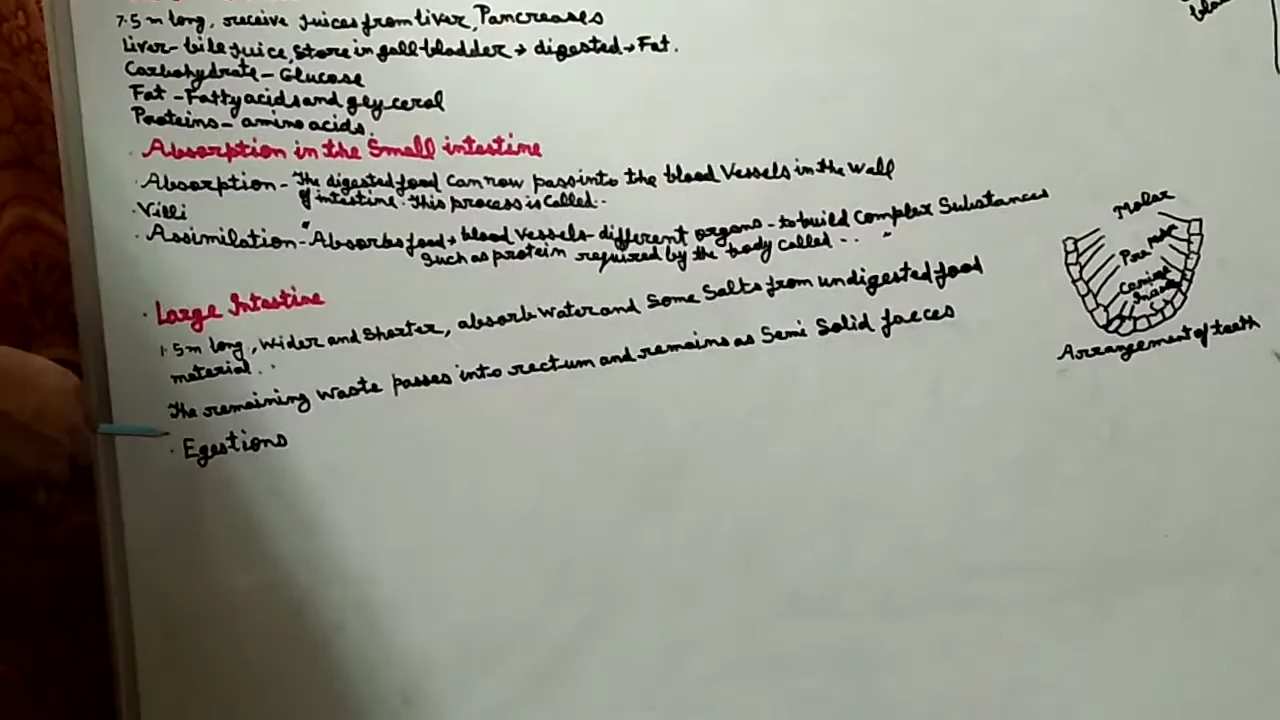 7.5 m long, receive juices from liver, Pancreases
Liver - bile juice, store in gall bladder → digested → Fat.
Carbohydrate - Glucose
Fat - Fatty acids and glyceral
Proteins - amino acids.
Absorption in the Small intestine
· Absorption - The digested food can now pass into the blood vessels in the wall
of intestine. This process is called..
· Villi
· Assimilation - "Absorbs food → blood vessels - different organs - to build complex Substances
Such as protein required by the body called .. "
· Large Intestine
1.5m long, wider and shorter, absorb water and some salts from undigested food
material..
The remaining waste passes into rectum and remains as Semi Solid faeces
· Egestions
Molar
Pre molar
Canine
Arrangement of teeth